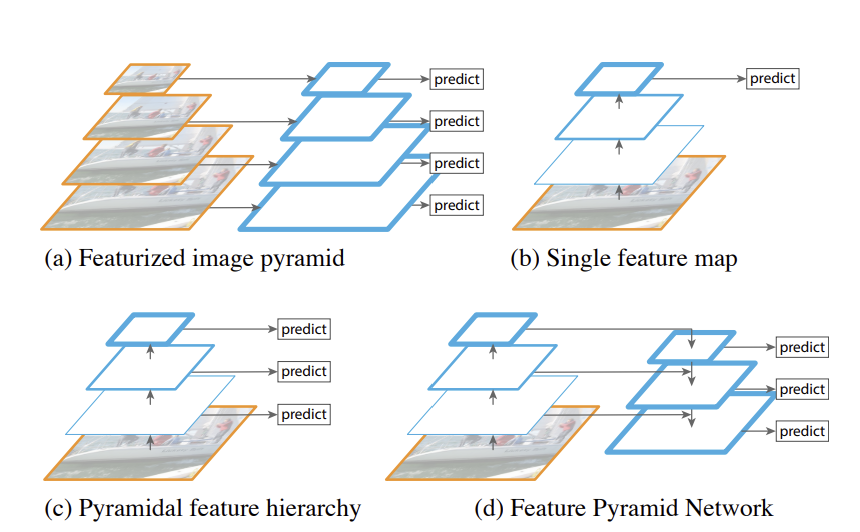 predict
predict
predict
predict
predict
(a) Featurized image pyramid
(b) Single feature map
predict
predict
predict
predict
predict
predict
(c) Pyramidal feature hierarchy
(d) Feature Pyramid Network